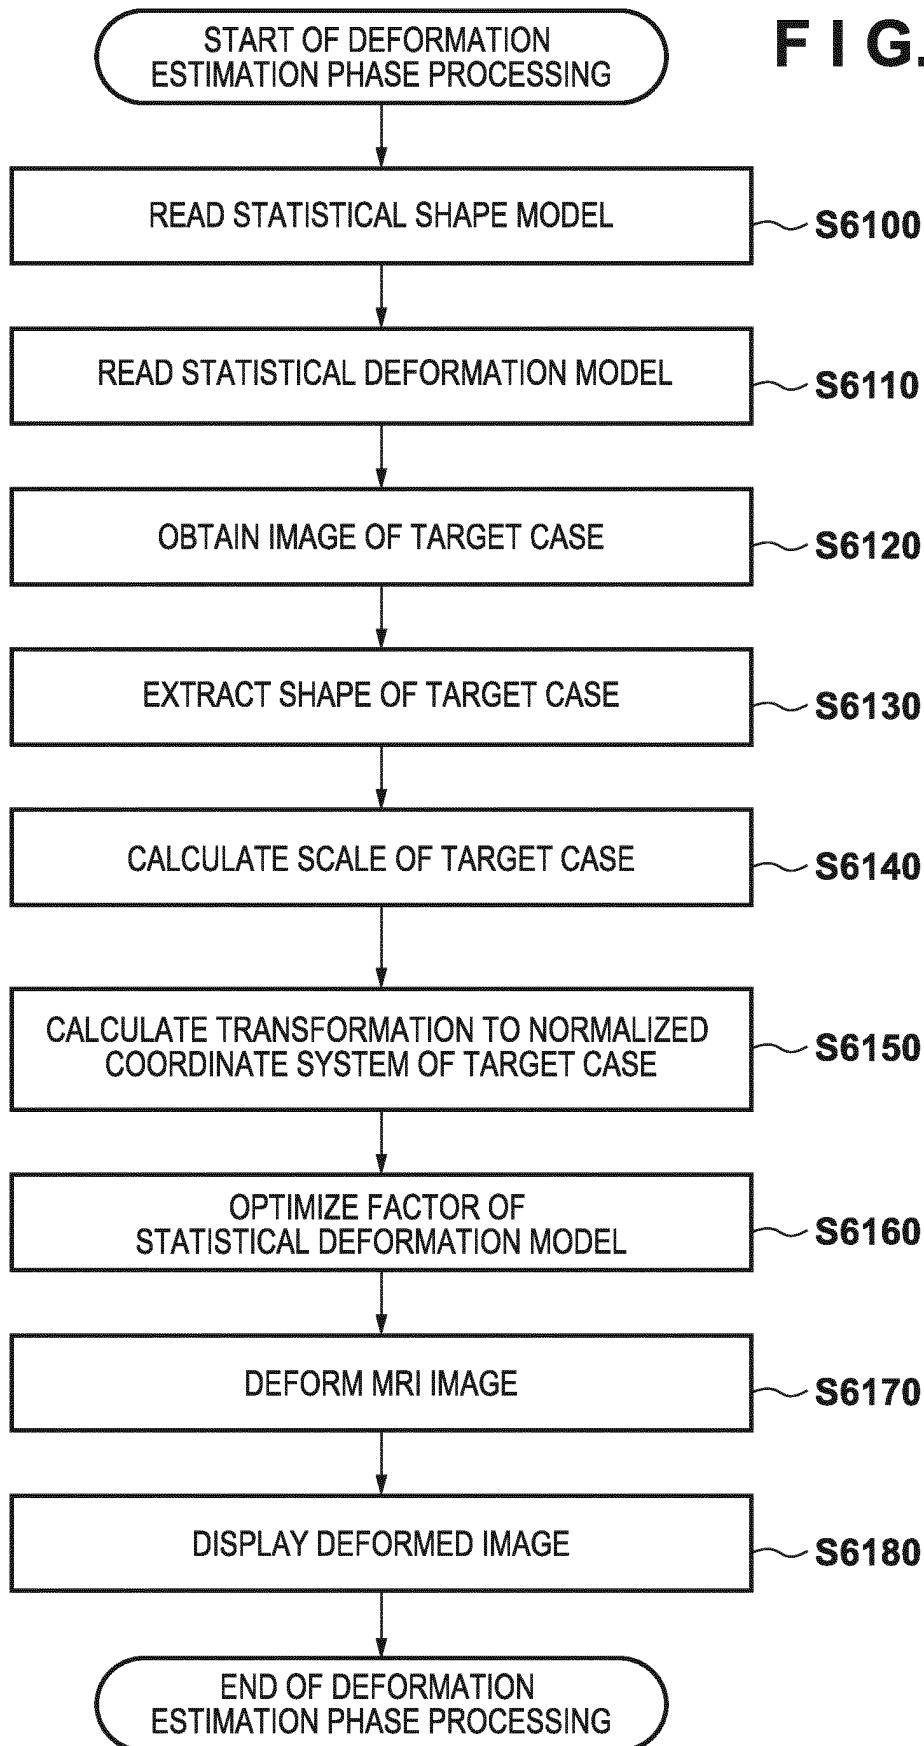 START OF DEFORMATION
ESTIMATION PHASE PROCESSING
F I G.
READ STATISTICAL SHAPE MODEL
S6100
READ STATISTICAL DEFORMATION MODEL
S6110
OBTAIN IMAGE OF TARGET CASE
S6120
EXTRACT SHAPE OF TARGET CASE
S6130
CALCULATE SCALE OF TARGET CASE
S6140
CALCULATE TRANSFORMATION TO NORMALIZED
COORDINATE SYSTEM OF TARGET CASE
S6150
OPTIMIZE FACTOR OF
STATISTICAL DEFORMATION MODEL
S6160
DEFORM MRI IMAGE
S6170
DISPLAY DEFORMED IMAGE
S6180
END OF DEFORMATION
ESTIMATION PHASE PROCESSING